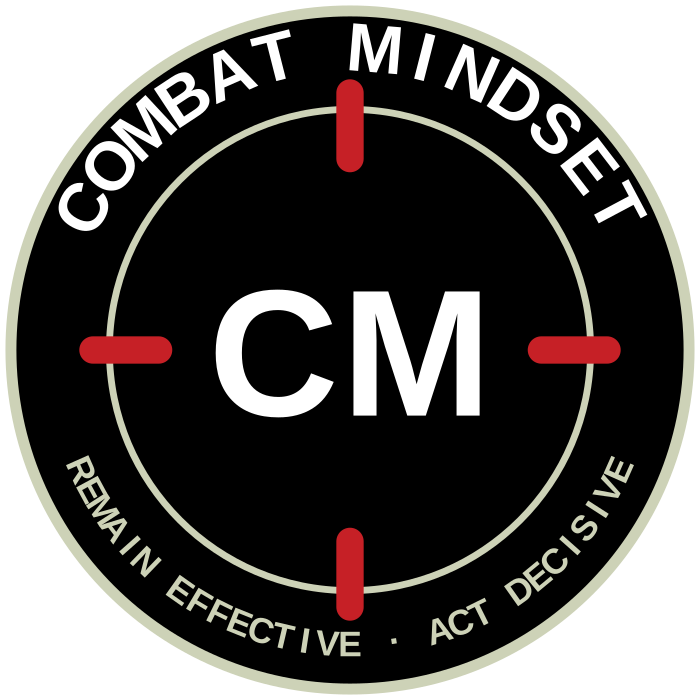 COMBAT MINDSET
CM
REMAIN EFFECTIVE · ACT DECISIVE